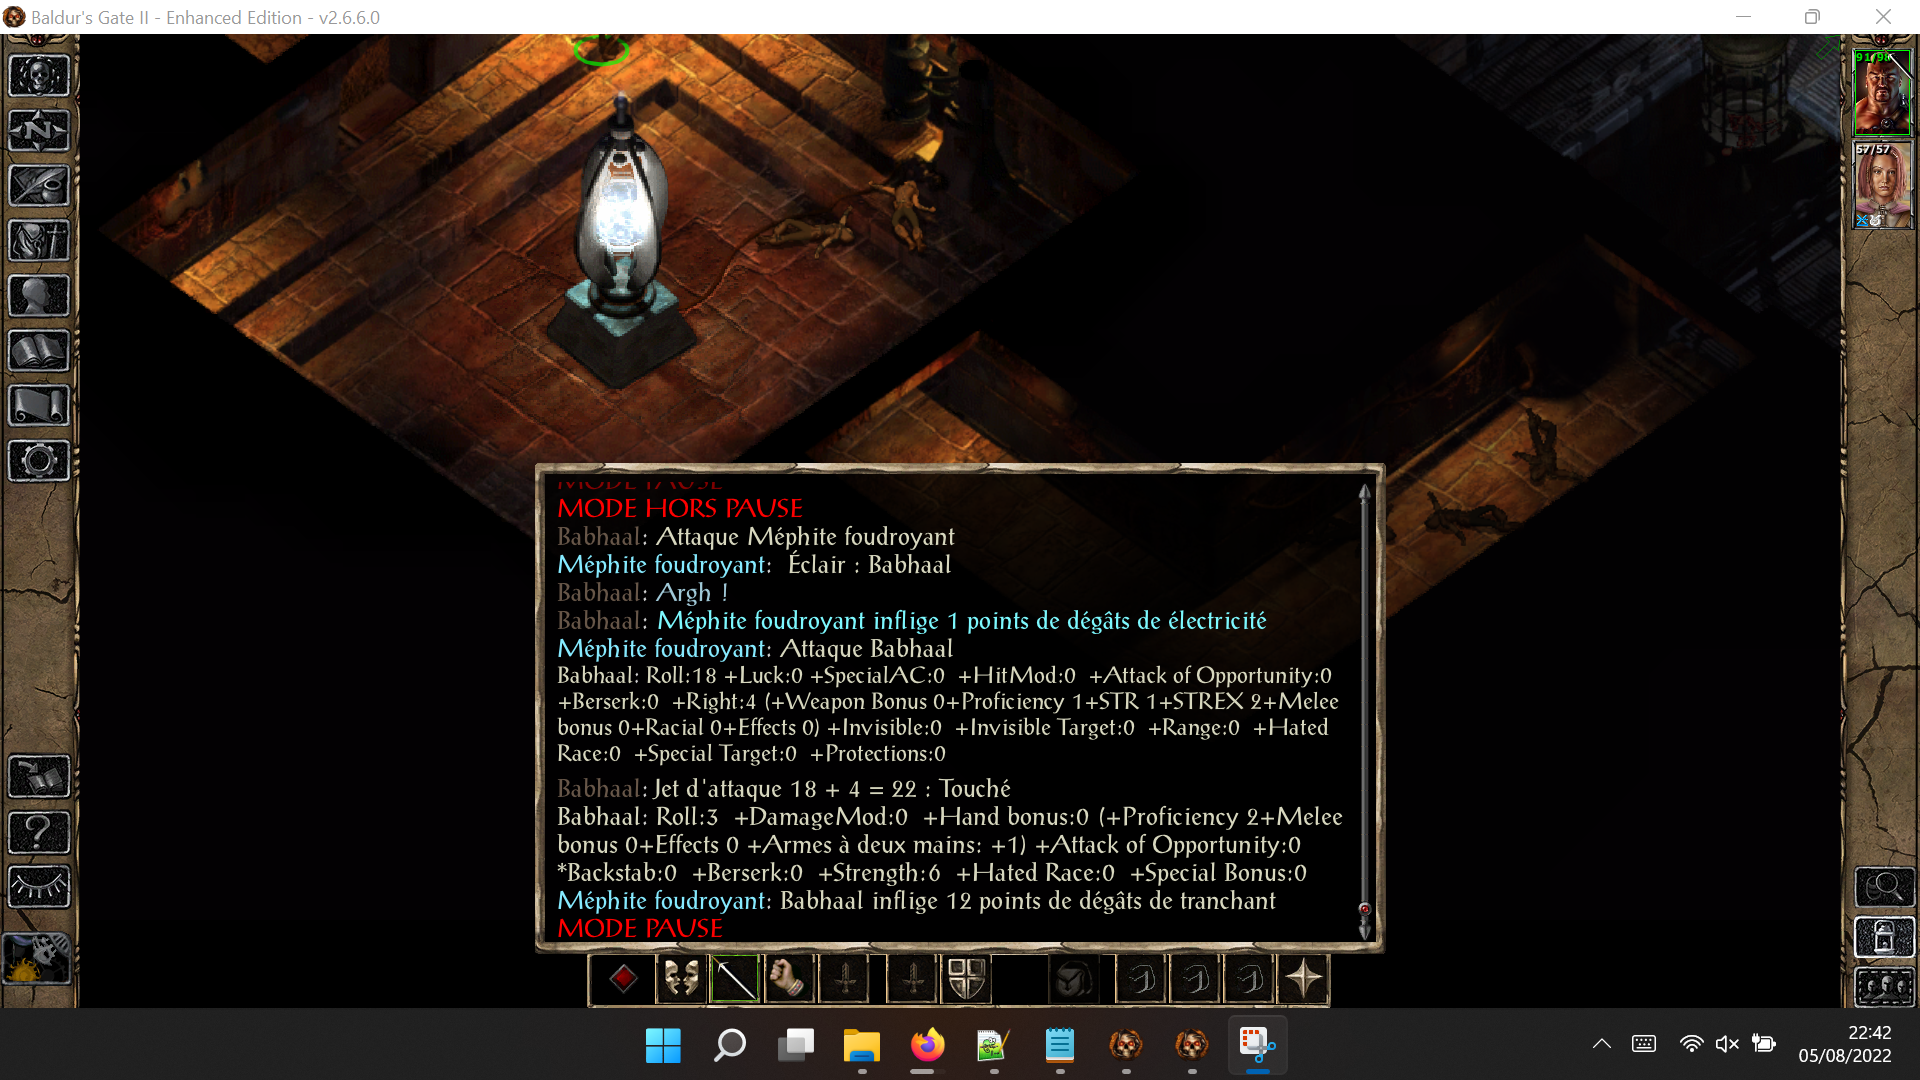 Baldur's Gate II - Enhanced Edition - v2.6.6.0
91/98
57/57
N
MODE PAUSE
MODE HORS PAUSE
Babhaal: Attaque Méphite foudroyant
Méphite foudroyant:  Éclair : Babhaal
Babhaal: Argh !
Babhaal: Méphite foudroyant inflige 1 points de dégâts de électricité
Méphite foudroyant: Attaque Babhaal
Babhaal: Roll:18 +Luck:0 +SpecialAC:0  +HitMod:0  +Attack of Opportunity:0
+Berserk:0  +Right:4 (+Weapon Bonus 0+Proficiency 1+STR 1+STREX 2+Melee
bonus 0+Racial 0+Effects 0) +Invisible:0  +Invisible Target:0  +Range:0  +Hated
Race:0  +Special Target:0  +Protections:0
Babhaal: Jet d'attaque 18 + 4 = 22 : Touché
Babhaal: Roll:3  +DamageMod:0  +Hand bonus:0 (+Proficiency 2+Melee
bonus 0+Effects 0 +Armes à deux mains: +1) +Attack of Opportunity:0
*Backstab:0  +Berserk:0  +Strength:6  +Hated Race:0  +Special Bonus:0
Méphite foudroyant: Babhaal inflige 12 points de dégâts de tranchant
MODE PAUSE
?
22:42
05/08/2022